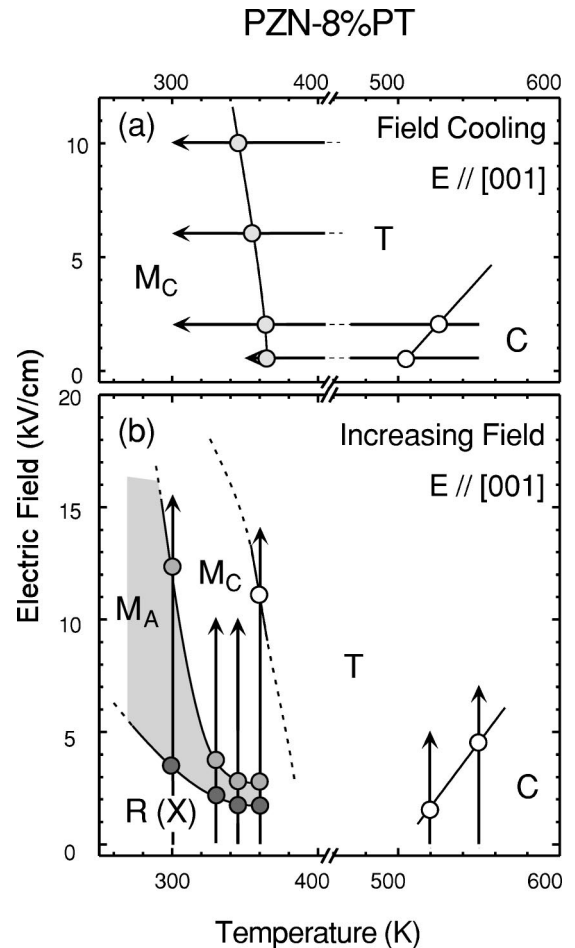 PZN-8%PT
300 400 500 600
(a) Field Cooling
E // [001]
10
T
M_C
5
C
0
Electric Field (kV/cm)
20
(b) Increasing Field
E // [001]
15
M_C
M_A
10
T
5
R (X) C
0
300 400 500 600
Temperature (K)